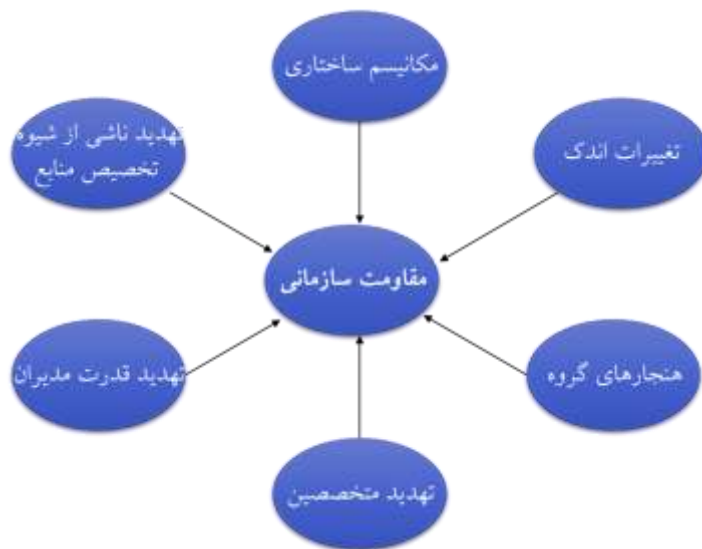 مکانیسم ساختاری
تغییرات اندک
تهدید ناشی از شیوه
تخصیص منابع
مقاومت سازمانی
هنجارهای گروه
تهدید قدرت مدیران
تهدید متخصصین